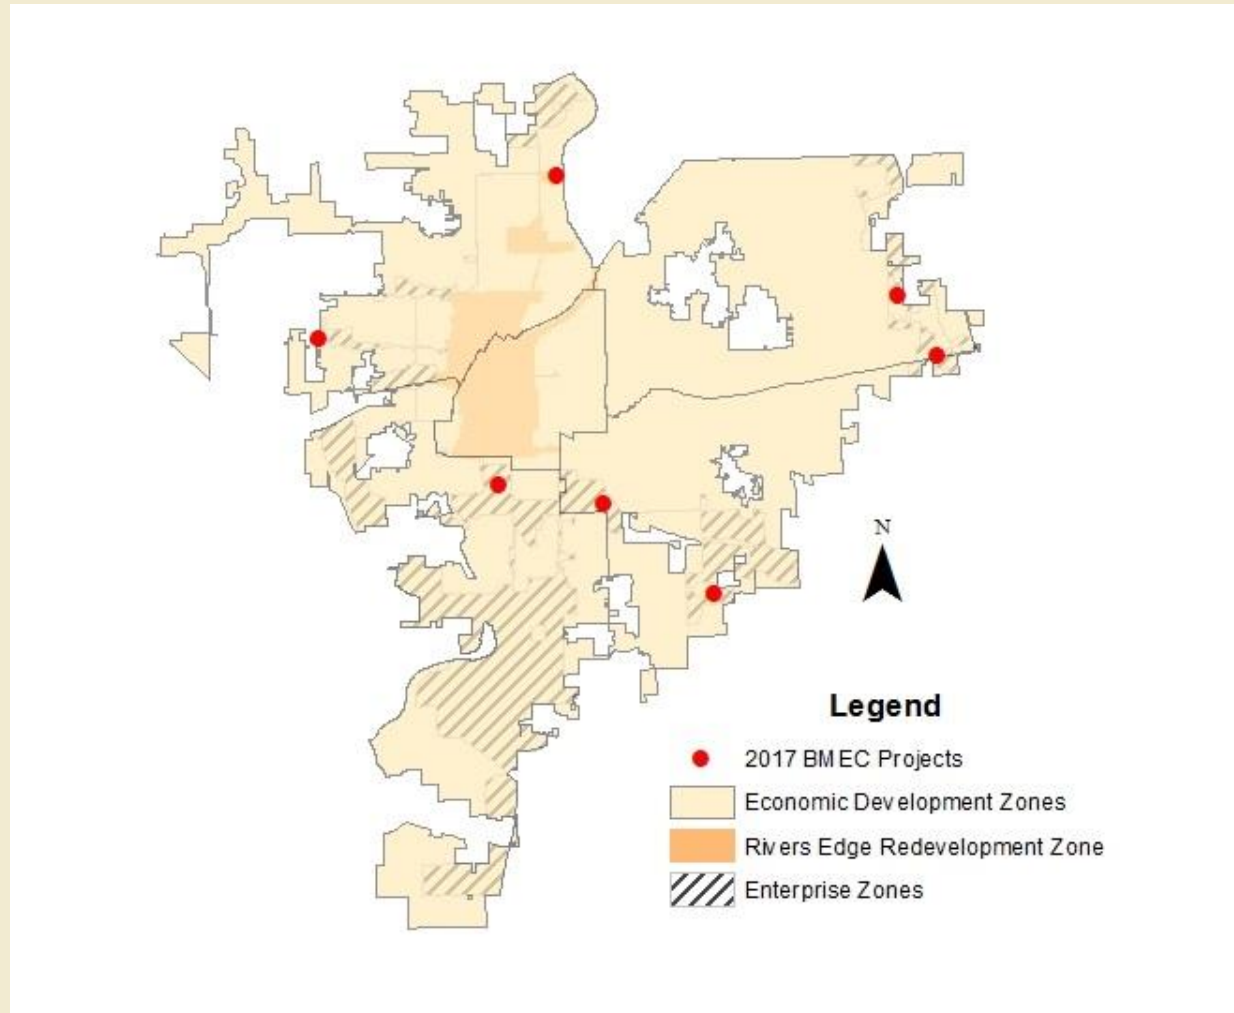 N
Legend
2017 BMEC Projects
Economic Development Zones
Rivers Edge Redevelopment Zone
Enterprise Zones